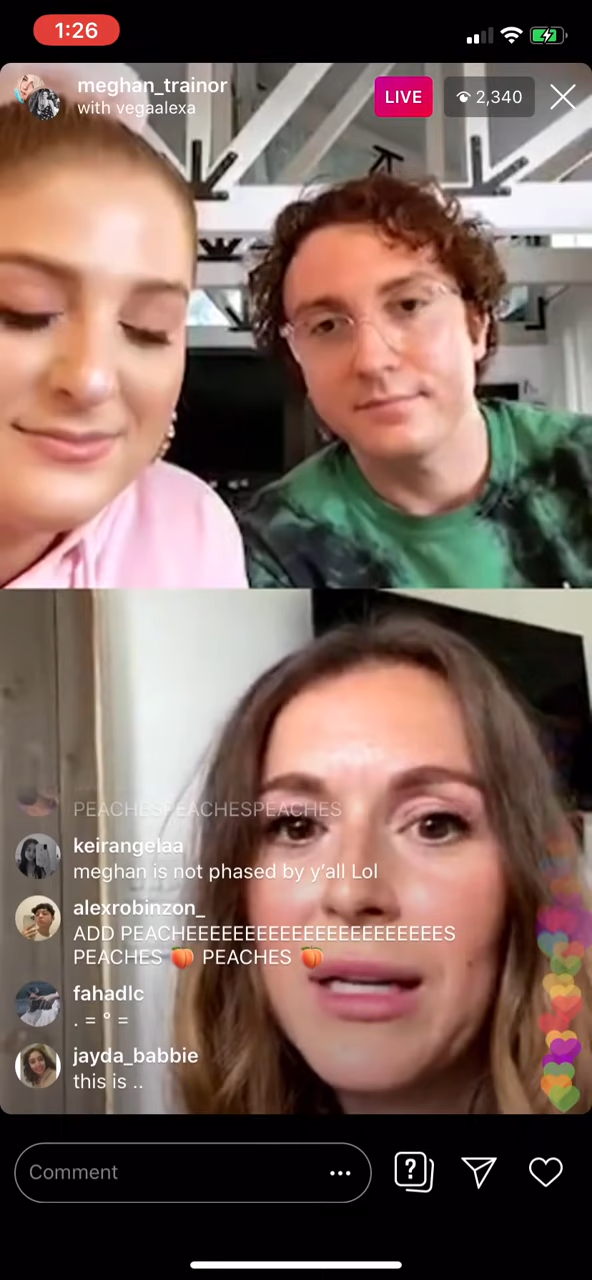 1:26
meghan_trainor
with vegaalexa
LIVE
2,340
PEACHESPEACHESPEACHES
keirangelaa
meghan is not phased by y'all Lol
alexrobinzon_
ADD PEACHEEEEEEEEEEEEEEEEEEEEEES
PEACHES 🍑 PEACHES 🍑
fahadlc
. = ° =
jayda_babbie
this is ..
Comment